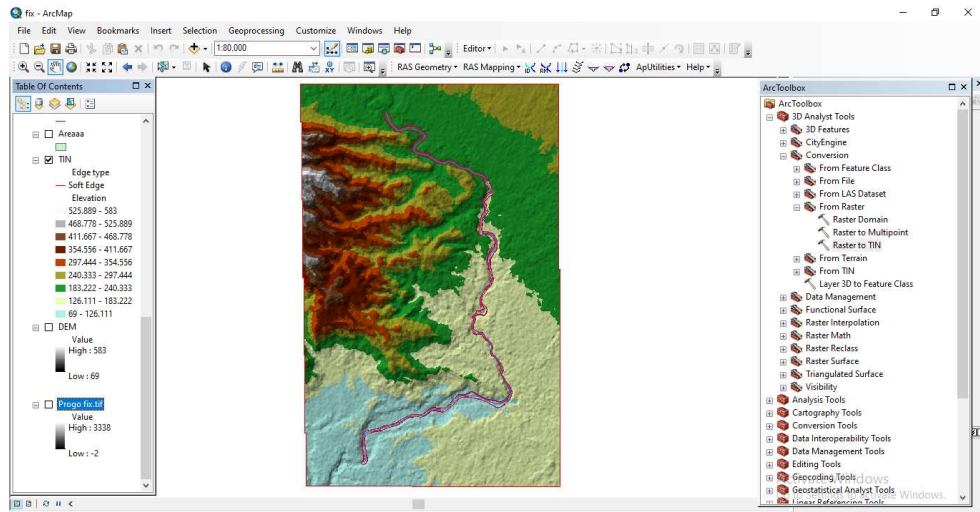 fix - ArcMap
File Edit View Bookmarks Insert Selection Geoprocessing Customize Windows Help
1:80,000 Editor
RAS Geometry RAS Mapping ApUtilities Help
Table Of Contents
Areaaa
TIN
Edge type
Soft Edge
Elevation
525.889 - 583
468.778 - 525.889
411.667 - 468.778
354.556 - 411.667
297.444 - 354.556
240.333 - 297.444
183.222 - 240.333
126.111 - 183.222
69 - 126.111
DEM
Value
High : 583
Low : 69
Progo fix.tif
Value
High : 3338
Low : -2
ArcToolbox
ArcToolbox
3D Analyst Tools
3D Features
CityEngine
Conversion
From Feature Class
From File
From LAS Dataset
From Raster
Raster Domain
Raster to Multipoint
Raster to TIN
From Terrain
From TIN
Layer 3D to Feature Class
Data Management
Functional Surface
Raster Interpolation
Raster Math
Raster Reclass
Raster Surface
Triangulated Surface
Visibility
Analysis Tools
Cartography Tools
Conversion Tools
Data Interoperability Tools
Data Management Tools
Editing Tools
Geocoding Tools
Activate Windows
Geostatistical Analyst Tools
Linear Referencing Tools